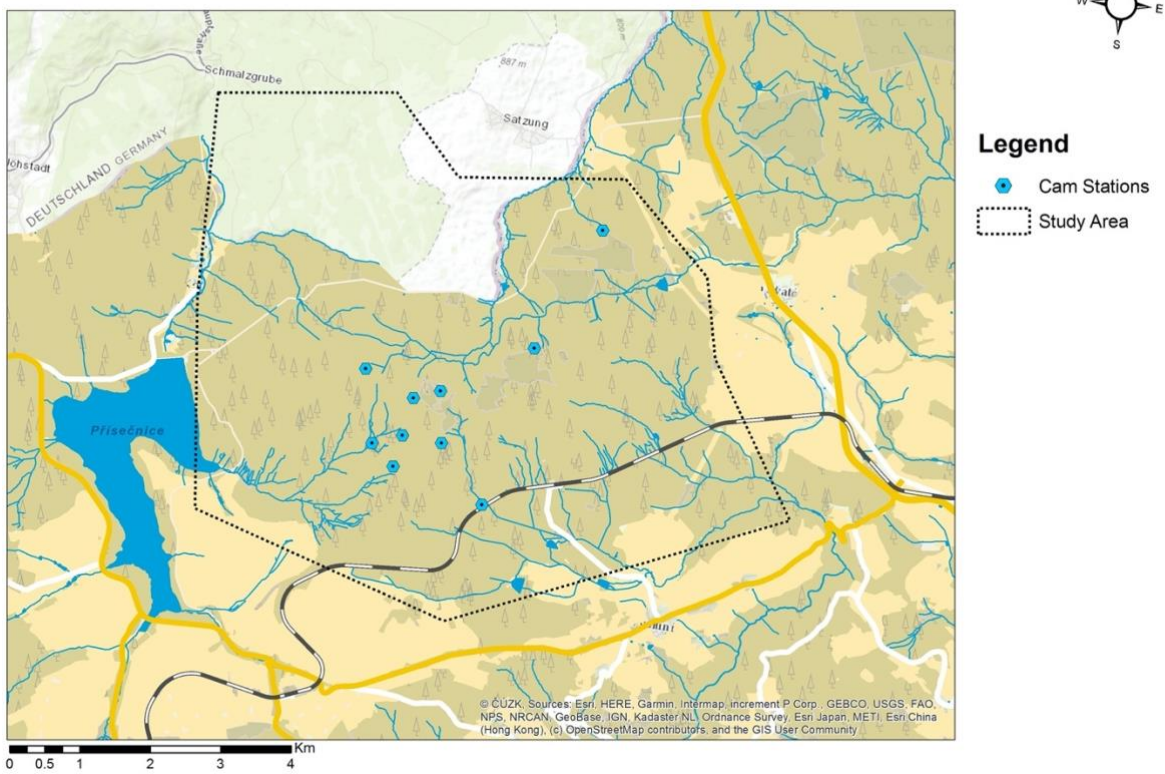 W
E
S
Schmalzgrube
887 m
820 m
Satzung
DEUTSCHLAND GERMANY
Přísečnice
Legend
Cam Stations
Study Area
© ČÚZK, Sources: Esri, HERE, Garmin, Intermap, increment P Corp., GEBCO, USGS, FAO,
NPS, NRCAN, GeoBase, IGN, Kadaster NL, Ordnance Survey, Esri Japan, METI, Esri China
(Hong Kong), (c) OpenStreetMap contributors, and the GIS User Community
Km
0 0.5 1 2 3 4